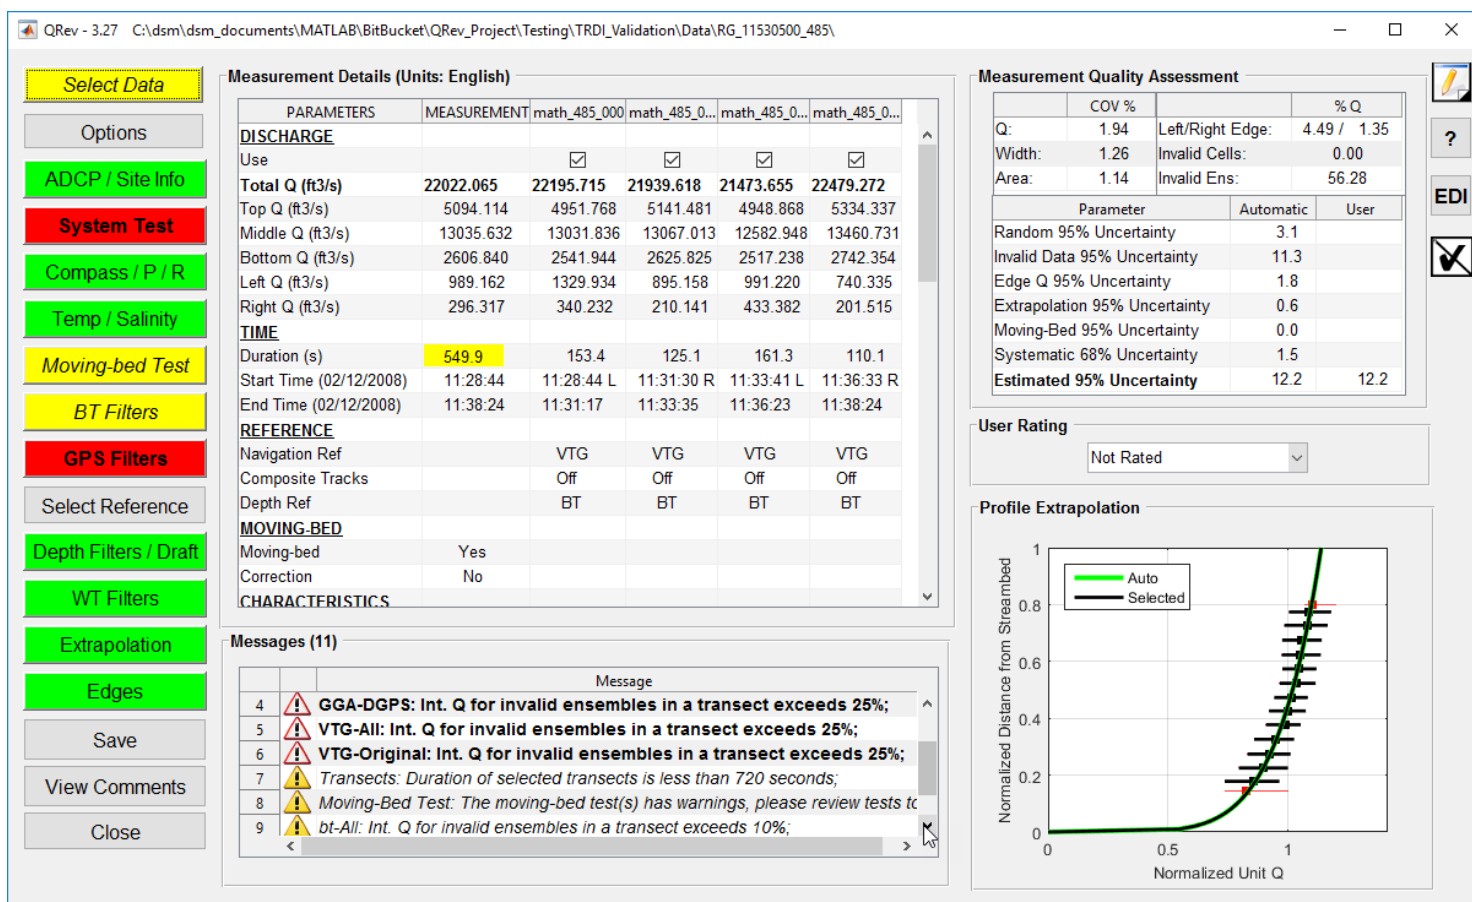 QRev - 3.27 C:\dsm\dsm_documents\MATLAB\BitBucket\QRev_Project\Testing\TRDI_Validation\Data\RG_11530500_485\
Select Data
Options
ADCP / Site Info
System Test
Compass / P / R
Temp / Salinity
Moving-bed Test
BT Filters
GPS Filters
Select Reference
Depth Filters / Draft
WT Filters
Extrapolation
Edges
Save
View Comments
Close
Measurement Details (Units: English)
PARAMETERS MEASUREMENT math_485_000 math_485_0... math_485_0... math_485_0...
DISCHARGE
Use
Total Q (ft3/s) 22022.065 22195.715 21939.618 21473.655 22479.272
Top Q (ft3/s) 5094.114 4951.768 5141.481 4948.868 5334.337
Middle Q (ft3/s) 13035.632 13031.836 13067.013 12582.948 13460.731
Bottom Q (ft3/s) 2606.840 2541.944 2625.825 2517.238 2742.354
Left Q (ft3/s) 989.162 1329.934 895.158 991.220 740.335
Right Q (ft3/s) 296.317 340.232 210.141 433.382 201.515
TIME
Duration (s) 549.9 153.4 125.1 161.3 110.1
Start Time (02/12/2008) 11:28:44 11:28:44 L 11:31:30 R 11:33:41 L 11:36:33 R
End Time (02/12/2008) 11:38:24 11:31:17 11:33:35 11:36:23 11:38:24
REFERENCE
Navigation Ref VTG VTG VTG VTG
Composite Tracks Off Off Off Off
Depth Ref BT BT BT BT
MOVING-BED
Moving-bed Yes
Correction No
CHARACTERISTICS
Messages (11)
Message
4 GGA-DGPS: Int. Q for invalid ensembles in a transect exceeds 25%;
5 VTG-All: Int. Q for invalid ensembles in a transect exceeds 25%;
6 VTG-Original: Int. Q for invalid ensembles in a transect exceeds 25%;
7 Transects: Duration of selected transects is less than 720 seconds;
8 Moving-Bed Test: The moving-bed test(s) has warnings, please review tests tc
9 bt-All: Int. Q for invalid ensembles in a transect exceeds 10%;
Measurement Quality Assessment
COV % % Q
Q: 1.94 Left/Right Edge: 4.49 / 1.35
Width: 1.26 Invalid Cells: 0.00
Area: 1.14 Invalid Ens: 56.28
Parameter Automatic User
Random 95% Uncertainty 3.1
Invalid Data 95% Uncertainty 11.3
Edge Q 95% Uncertainty 1.8
Extrapolation 95% Uncertainty 0.6
Moving-Bed 95% Uncertainty 0.0
Systematic 68% Uncertainty 1.5
Estimated 95% Uncertainty 12.2 12.2
User Rating
Not Rated
Profile Extrapolation
Auto
Selected
Normalized Distance from Streambed
1
0.8
0.6
0.4
0.2
0
0 0.5 1
Normalized Unit Q
?
EDI